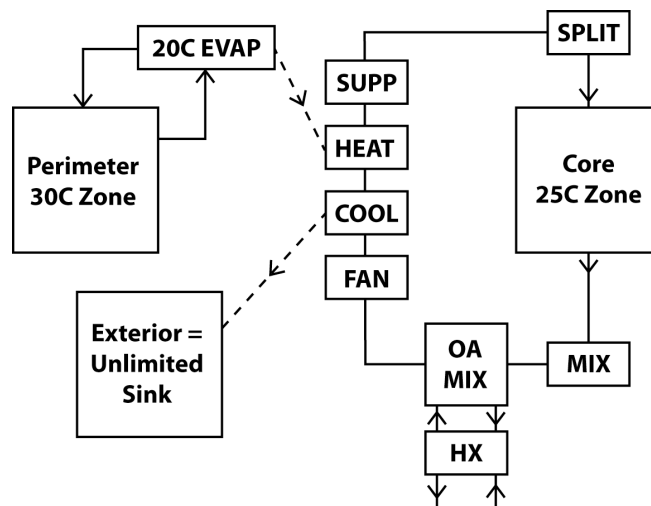 20C EVAP
SPLIT
SUPP
HEAT
Perimeter
30C Zone
Core
25C Zone
COOL
FAN
Exterior =
Unlimited
Sink
OA
MIX
MIX
HX